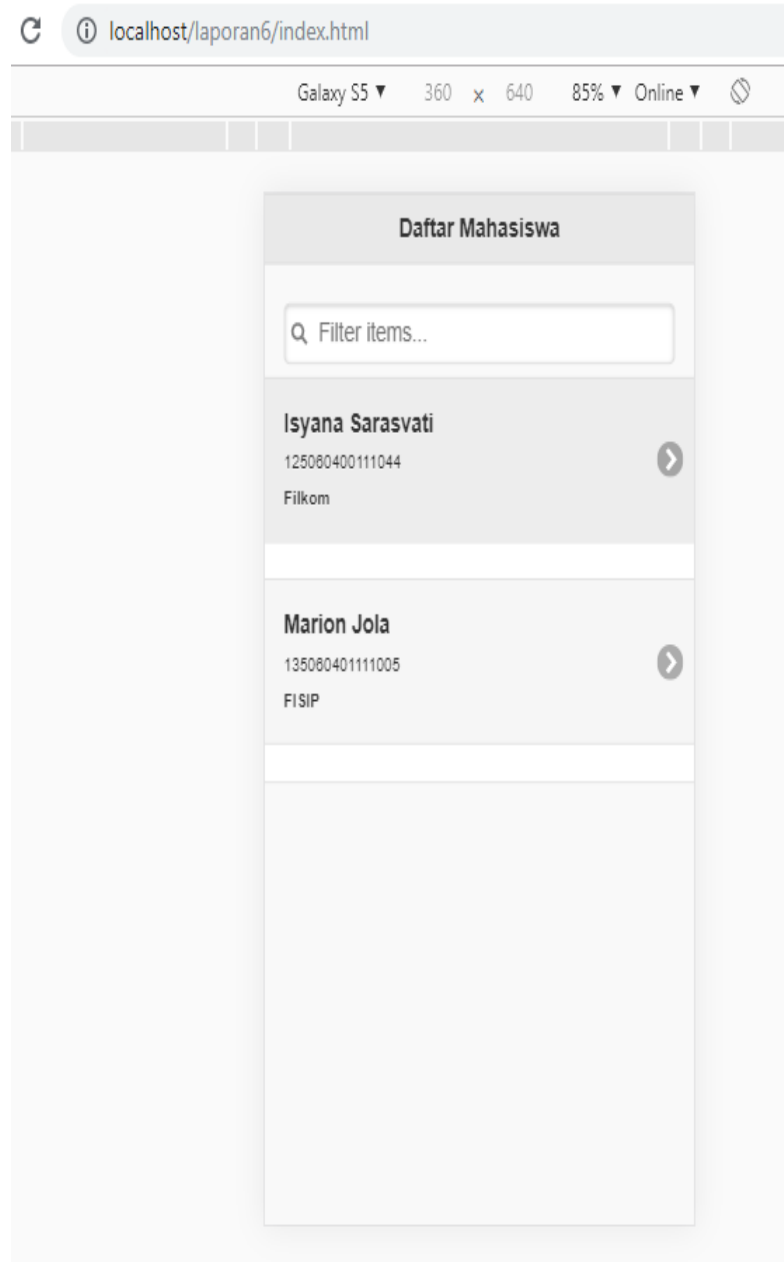 localhost/laporan6/index.html
Galaxy S5 ▼ 360 x 640 85% ▼ Online ▼
Daftar Mahasiswa
Filter items...
Isyana Sarasvati
125060400111044
Filkom
Marion Jola
135060401111005
FISIP